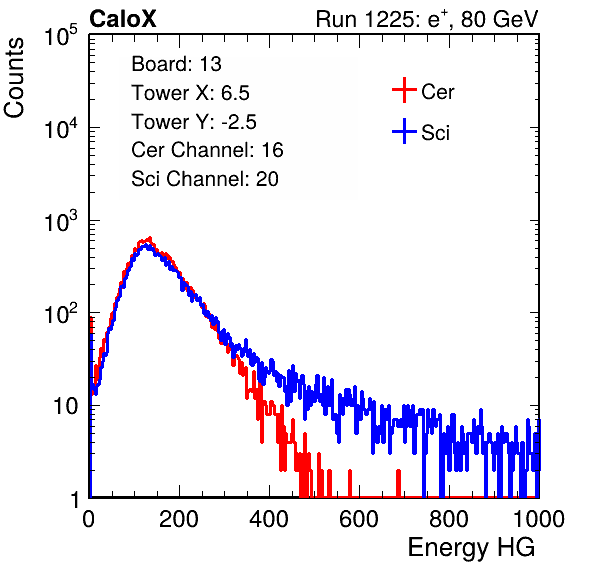 CaloX Run 1225: e⁺, 80 GeV
Board: 13
Tower X: 6.5
Tower Y: -2.5
Cer Channel: 16
Sci Channel: 20
Cer
Sci
Counts
10⁵
10⁴
10³
10²
10
1
0 200 400 600 800 1000
Energy HG